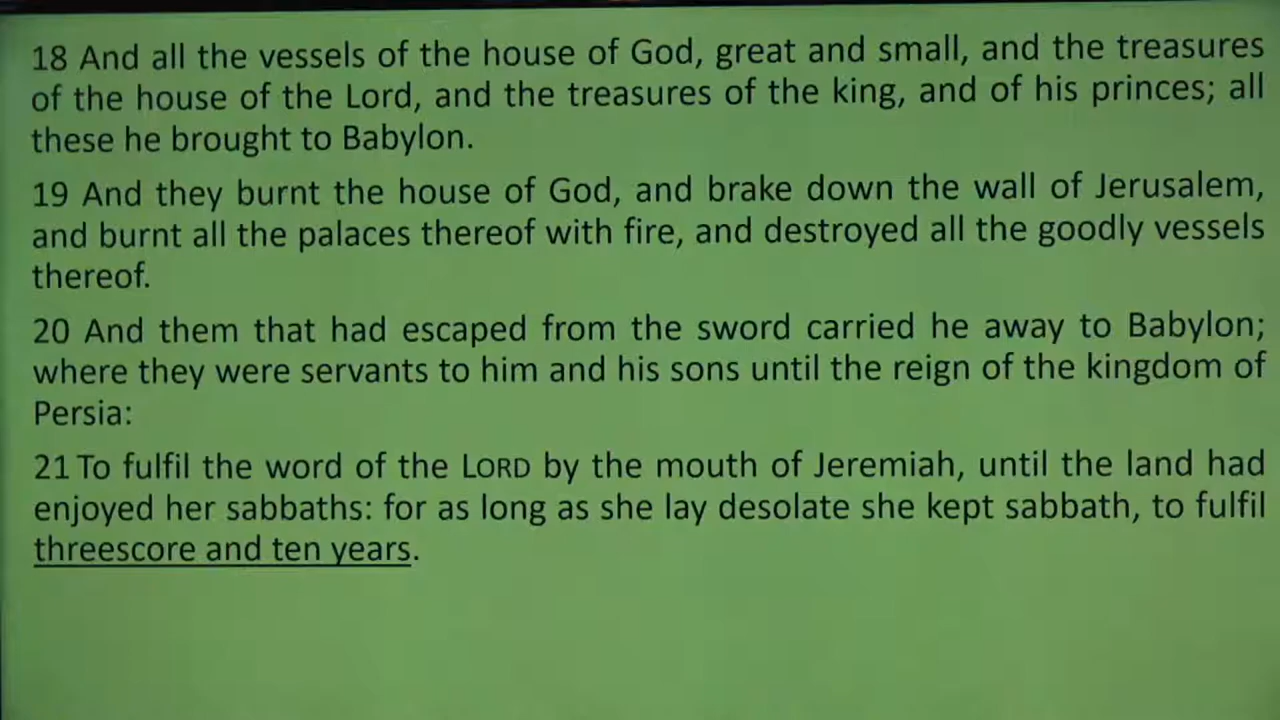 18 And all the vessels of the house of God, great and small, and the treasures
of the house of the Lord, and the treasures of the king, and of his princes; all
these he brought to Babylon.
19 And they burnt the house of God, and brake down the wall of Jerusalem,
and burnt all the palaces thereof with fire, and destroyed all the goodly vessels
thereof.
20 And them that had escaped from the sword carried he away to Babylon;
where they were servants to him and his sons until the reign of the kingdom of
Persia:
21 To fulfil the word of the LORD by the mouth of Jeremiah, until the land had
enjoyed her sabbaths: for as long as she lay desolate she kept sabbath, to fulfil
threescore and ten years.